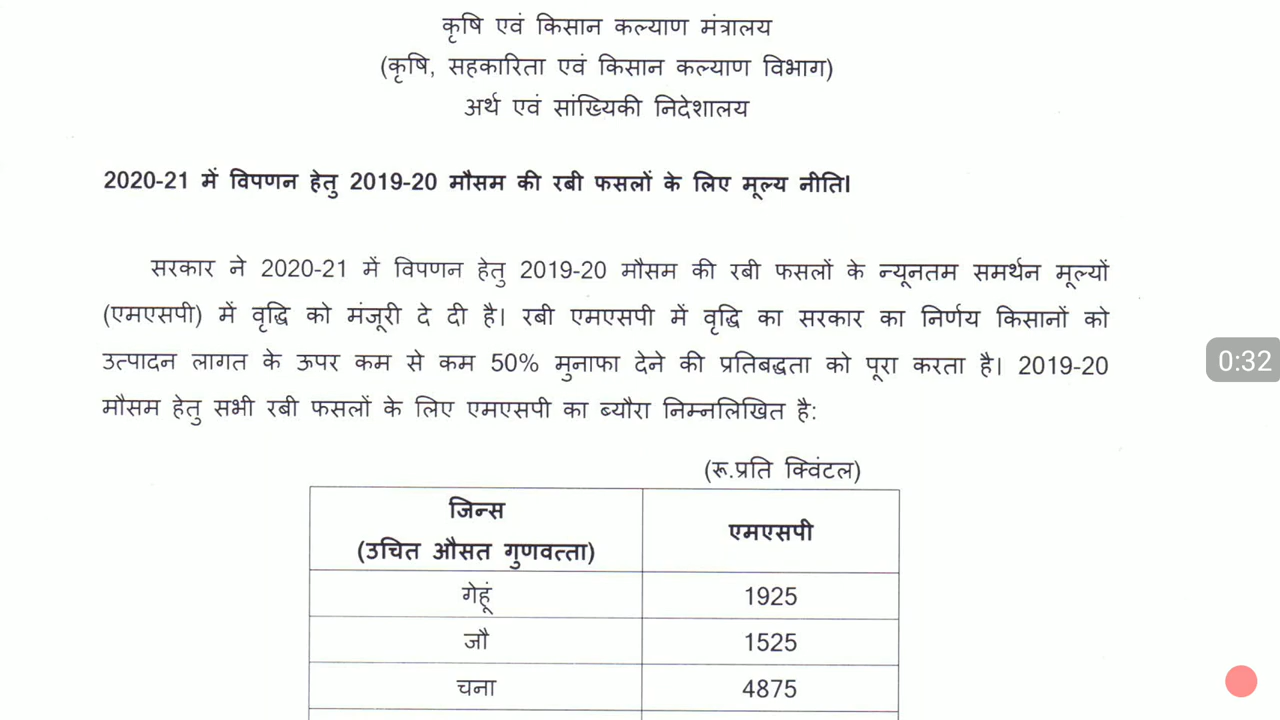 कृषि एवं किसान कल्याण मंत्रालय
(कृषि, सहकारिता एवं किसान कल्याण विभाग)
अर्थ एवं सांख्यिकी निदेशालय
2020-21 में विपणन हेतु 2019-20 मौसम की रबी फसलों के लिए मूल्य नीति।
सरकार ने 2020-21 में विपणन हेतु 2019-20 मौसम की रबी फसलों के न्यूनतम समर्थन मूल्यों
(एमएसपी) में वृद्धि को मंजूरी दे दी है। रबी एमएसपी में वृद्धि का सरकार का निर्णय किसानों को
उत्पादन लागत के ऊपर कम से कम 50% मुनाफा देने की प्रतिबद्धता को पूरा करता है। 2019-20
0:32
मौसम हेतु सभी रबी फसलों के लिए एमएसपी का ब्यौरा निम्नलिखित है:
(रू.प्रति क्विंटल)
जिन्स
(उचित औसत गुणवत्ता)
एमएसपी
गेहूं 1925
जौ 1525
चना 4875